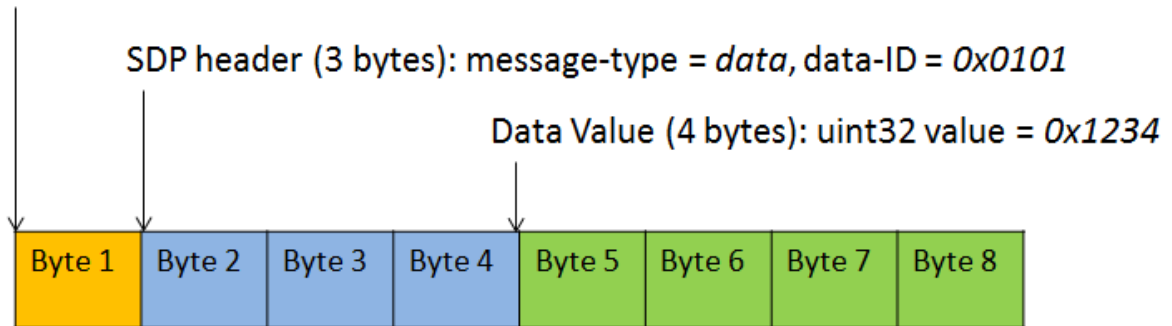 SDP header (3 bytes): message-type = data, data-ID = 0x0101
Data Value (4 bytes): uint32 value = 0x1234
Byte 1 Byte 2 Byte 3 Byte 4 Byte 5 Byte 6 Byte 7 Byte 8